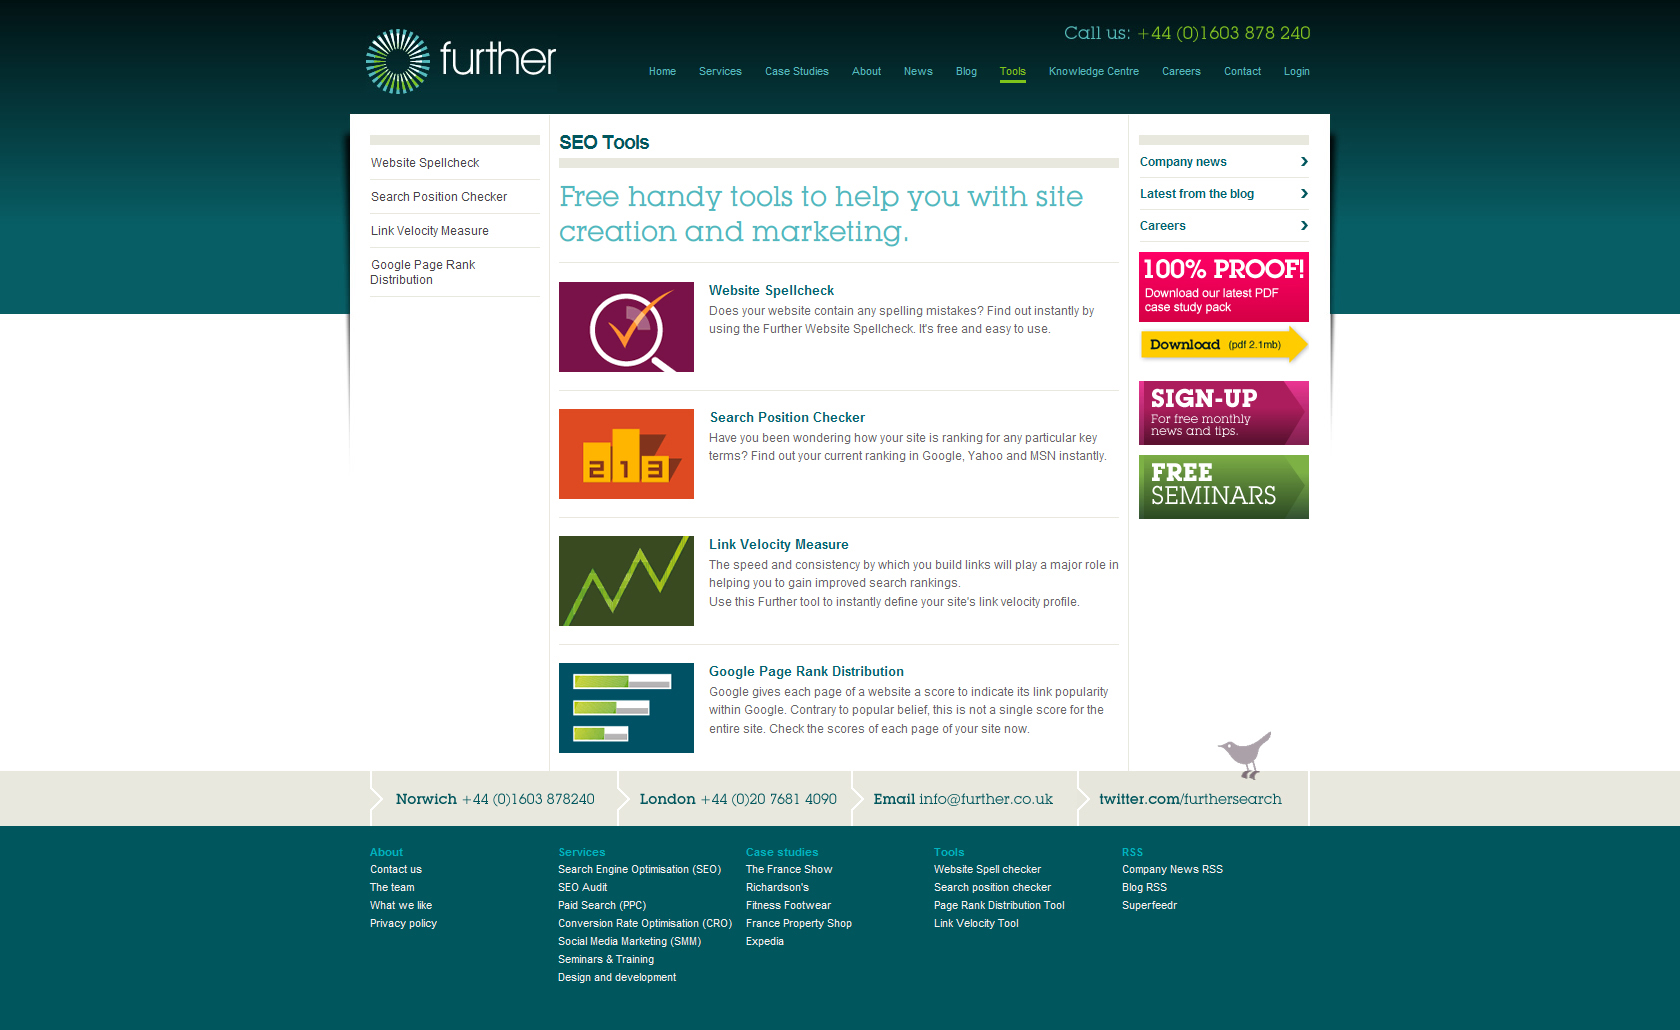 further
Call us: +44 (0)1603 878 240
Home Services Case Studies About News Blog Tools Knowledge Centre Careers Contact Login
Website Spellcheck
Search Position Checker
Link Velocity Measure
Google Page Rank
Distribution
SEO Tools
Free handy tools to help you with site
creation and marketing.
Website Spellcheck
Does your website contain any spelling mistakes? Find out instantly by
using the Further Website Spellcheck. It's free and easy to use.
213
Search Position Checker
Have you been wondering how your site is ranking for any particular key
terms? Find out your current ranking in Google, Yahoo and MSN instantly.
Link Velocity Measure
The speed and consistency by which you build links will play a major role in
helping you to gain improved search rankings.
Use this Further tool to instantly define your site's link velocity profile.
Google Page Rank Distribution
Google gives each page of a website a score to indicate its link popularity
within Google. Contrary to popular belief, this is not a single score for the
entire site. Check the scores of each page of your site now.
Company news
Latest from the blog
Careers
100% PROOF!
Download our latest PDF
case study pack
Download (pdf 2.1mb)
SIGN-UP
For free monthly
news and tips.
FREE
SEMINARS
Norwich +44 (0)1603 878240
London +44 (0)20 7681 4090
Email info@further.co.uk
twitter.com/furthersearch
About
Contact us
The team
What we like
Privacy policy
Services
Search Engine Optimisation (SEO)
SEO Audit
Paid Search (PPC)
Conversion Rate Optimisation (CRO)
Social Media Marketing (SMM)
Seminars & Training
Design and development
Case studies
The France Show
Richardson's
Fitness Footwear
France Property Shop
Expedia
Tools
Website Spell checker
Search position checker
Page Rank Distribution Tool
Link Velocity Tool
RSS
Company News RSS
Blog RSS
Superfeedr